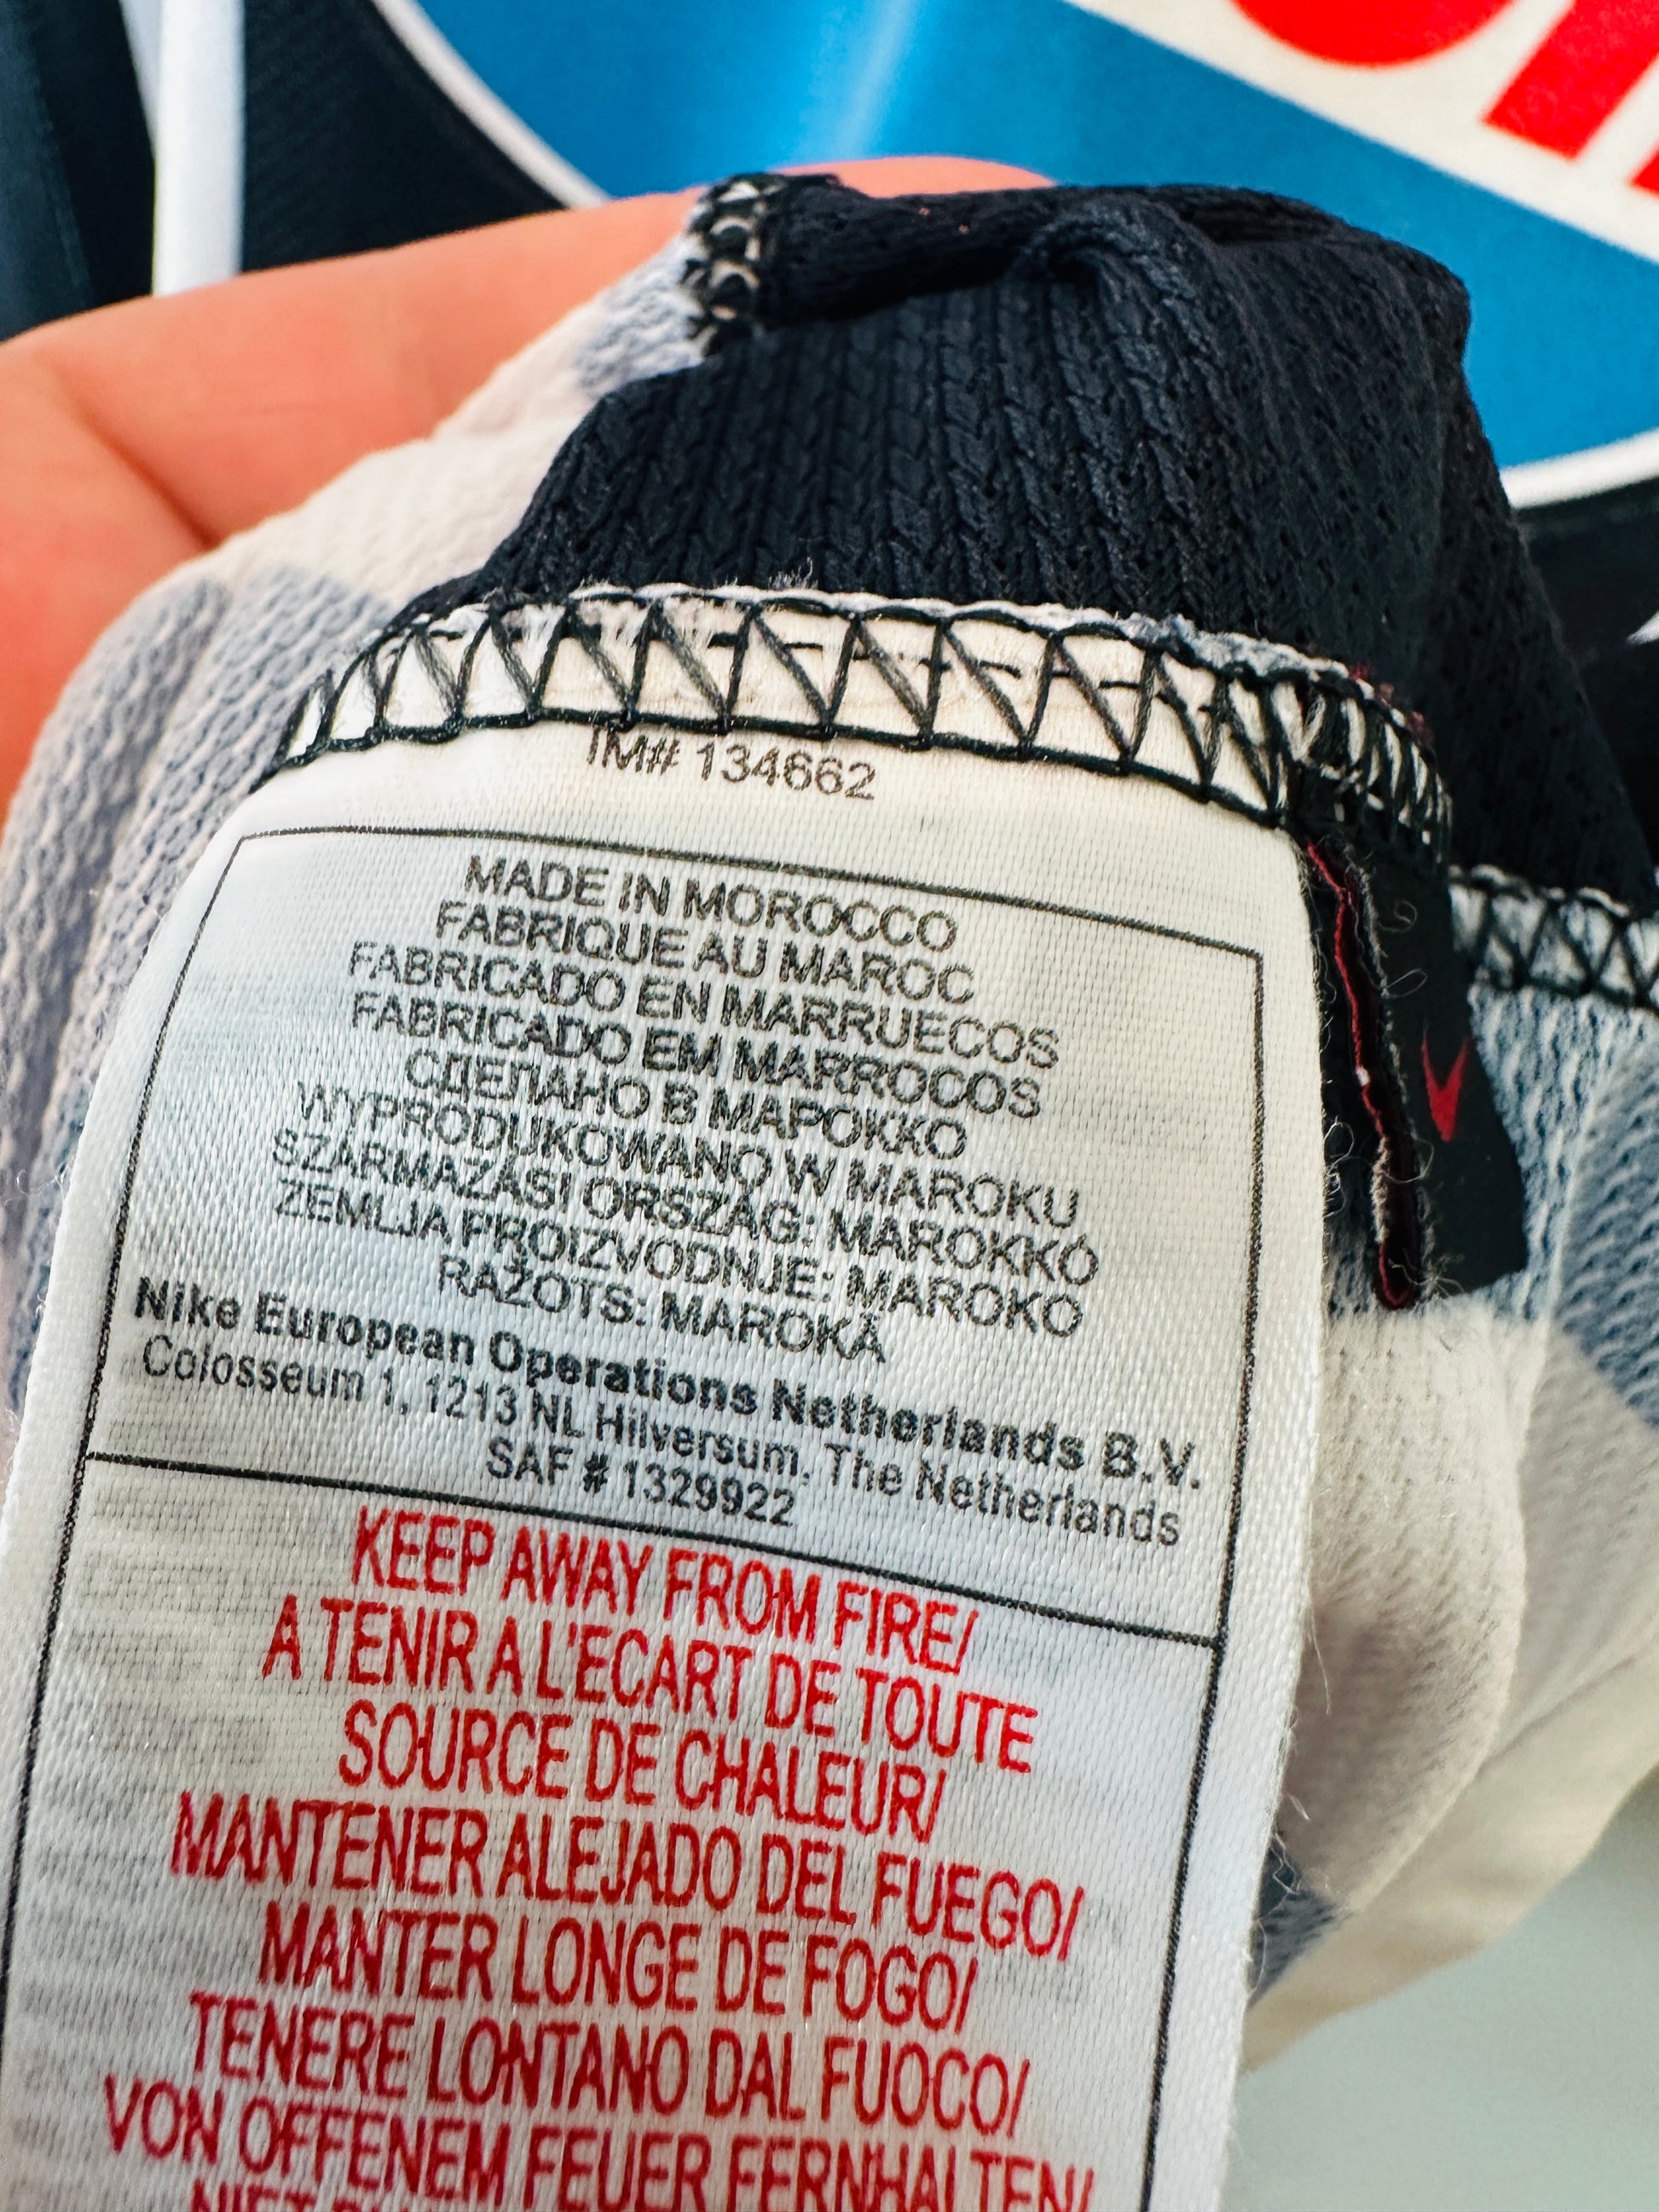 IM# 134662
MADE IN MOROCCO
FABRIQUE AU MAROC
FABRICADO EN MARRUECOS
FABRICADO EM MARROCOS
СДЕЛАНО В МАРОККО
WYPRODUKOWANO W MAROKU
SZÁRMAZÁSI ORSZÁG: MAROKKÓ
ZEMLJA PROIZVODNJE: MAROKO
RAŽOTS: MAROKĀ
Nike European Operations Netherlands B.V.
Colosseum 1, 1213 NL Hilversum, The Netherlands
SAF # 1329922
KEEP AWAY FROM FIRE/
A TENIR A L'ECART DE TOUTE
SOURCE DE CHALEUR/
MANTENER ALEJADO DEL FUEGO/
MANTER LONGE DE FOGO/
TENERE LONTANO DAL FUOCO/
VON OFFENEM FEUER FERNHALTEN/